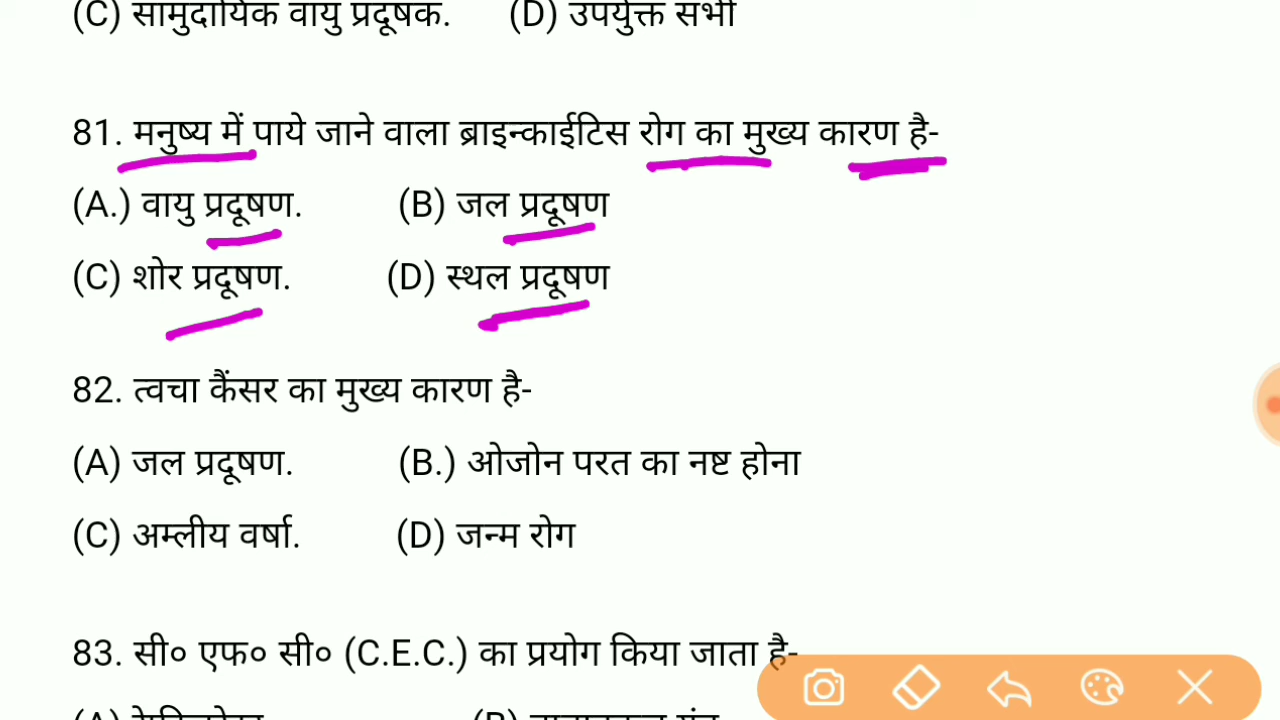 (C) सामुदायिक वायु प्रदूषक. (D) उपर्युक्त सभी
81. मनुष्य में पाये जाने वाला ब्राइन्काईटिस रोग का मुख्य कारण है-
(A.) वायु प्रदूषण. (B) जल प्रदूषण
(C) शोर प्रदूषण. (D) स्थल प्रदूषण
82. त्वचा कैंसर का मुख्य कारण है-
(A) जल प्रदूषण. (B.) ओजोन परत का नष्ट होना
(C) अम्लीय वर्षा. (D) जन्म रोग
83. सी० एफ० सी० (C.E.C.) का प्रयोग किया जाता है-
(A) (B)